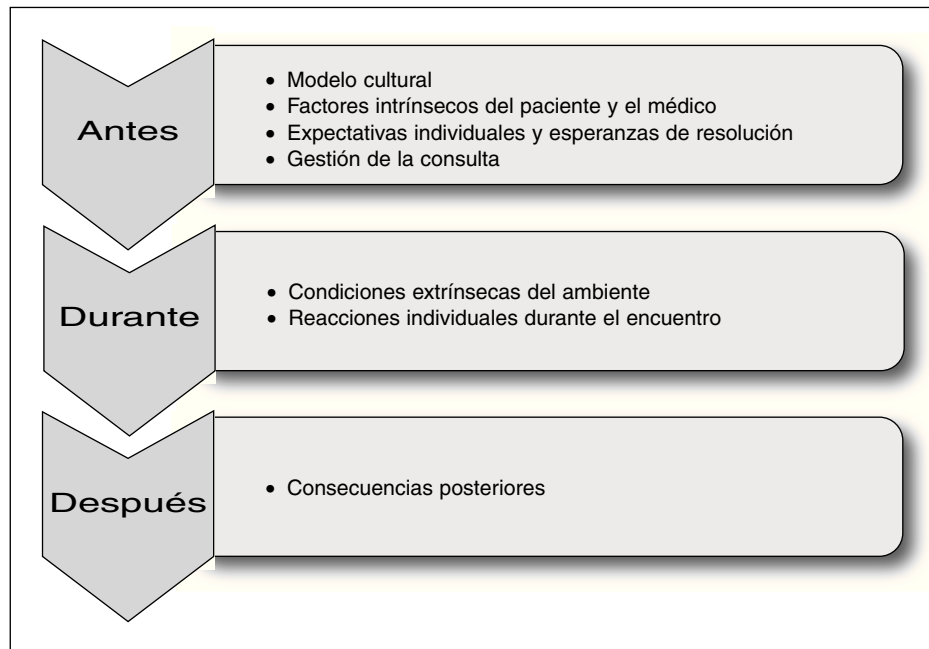 Antes
• Modelo cultural
• Factores intrínsecos del paciente y el médico
• Expectativas individuales y esperanzas de resolución
• Gestión de la consulta
Durante
• Condiciones extrínsecas del ambiente
• Reacciones individuales durante el encuentro
Después
• Consecuencias posteriores